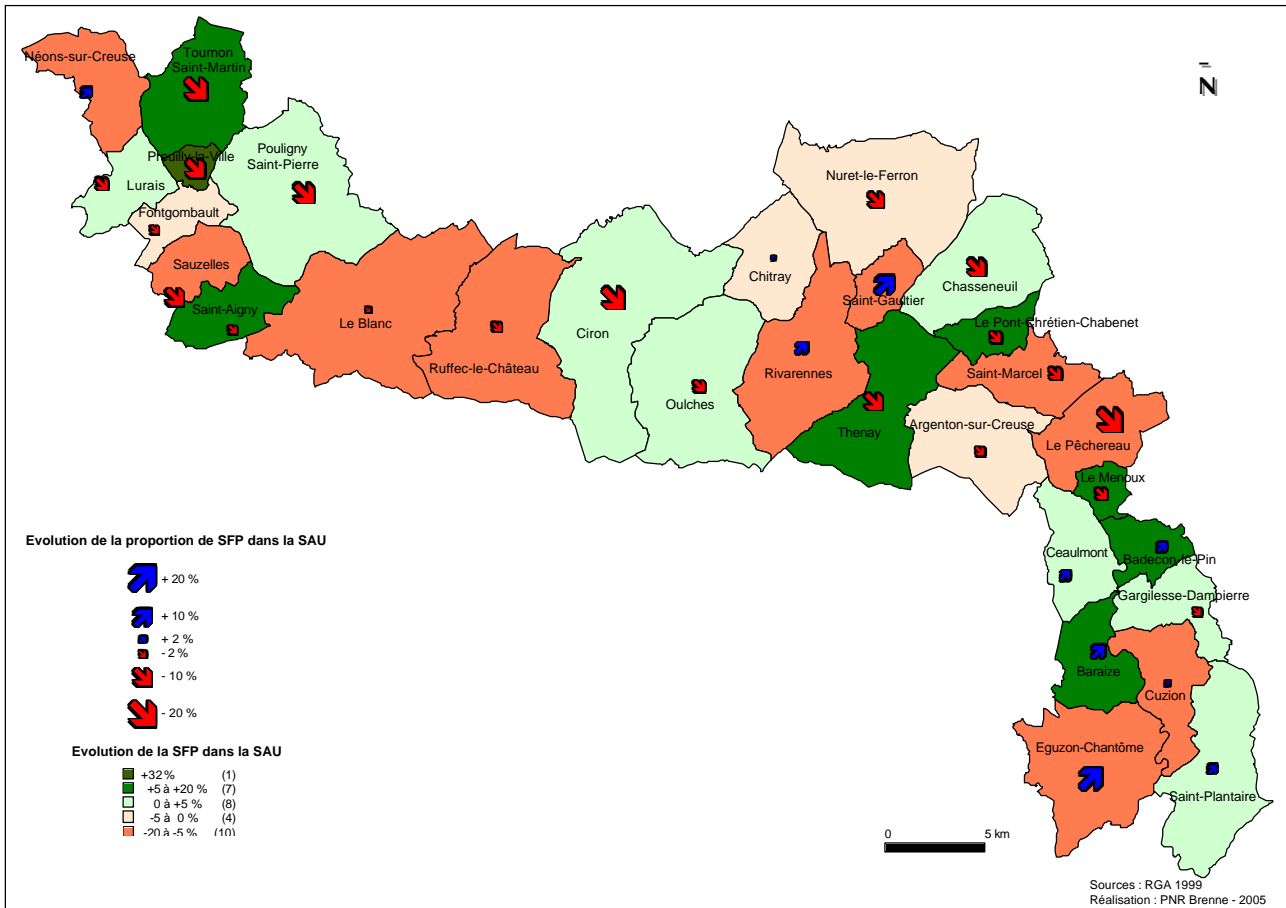 Néons-sur-Creuse
Tournon
Saint-Martin
N
Preuilly-la-Ville
Pouligny
Saint-Pierre
Lurais
Nuret-le-Ferron
Fontgombault
Sauzelles
Chitray
Chasseneuil
Saint-Gaultier
Saint-Aigny
Le Blanc
Le Pont-Chrétien-Chabenet
Ciron
Ruffec-le-Château
Rivarennes
Saint-Marcel
Oulches
Thenay
Argenton-sur-Creuse
Le Pêchereau
Le Menoux
Ceaulmont
Badecon-le-Pin
Gargilesse-Dampierre
Baraize
Cuzion
Eguzon-Chantôme
Saint-Plantaire
Evolution de la proportion de SFP dans la SAU
+ 20 %
+ 10 %
+ 2 %
- 2 %
- 10 %
- 20 %
Evolution de la SFP dans la SAU
+32 % (1)
+5 à +20 % (7)
0 à +5 % (8)
-5 à 0 % (4)
-20 à -5 % (10)
0 5 km
Sources : RGA 1999
Réalisation : PNR Brenne - 2005